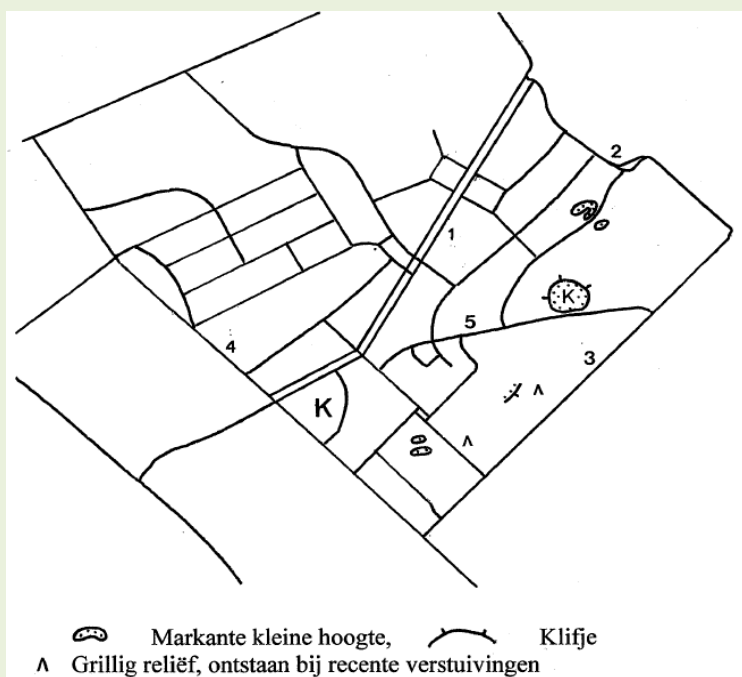 2
1
K
5
4
3
K
Λ
Λ
Markante kleine hoogte, Klifje
Λ Grillig reliëf, ontstaan bij recente verstuivingen